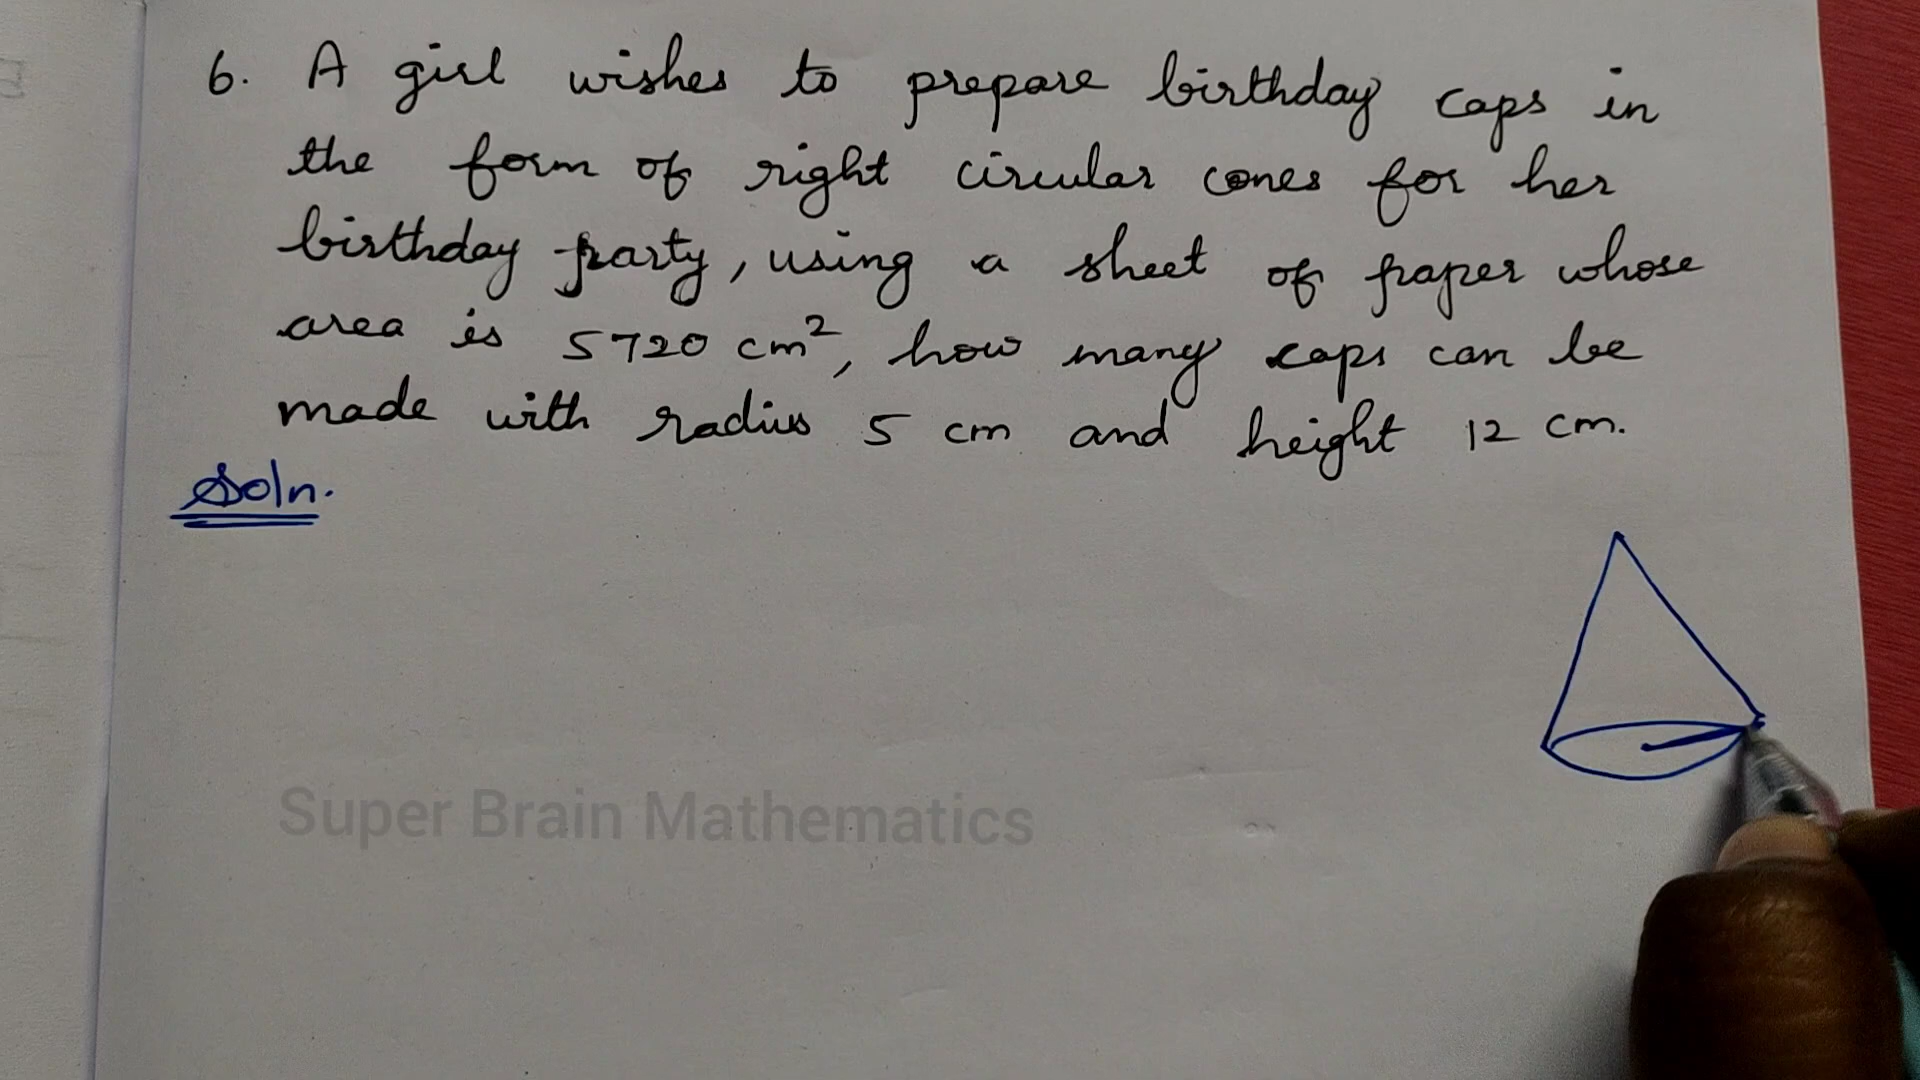 6. A girl wishes to prepare birthday caps in
the form of right circular cones for her
birthday party, using a sheet of paper whose
area is 5720 cm², how many caps can be
made with radius 5 cm and height 12 cm.
Soln.
Super Brain Mathematics